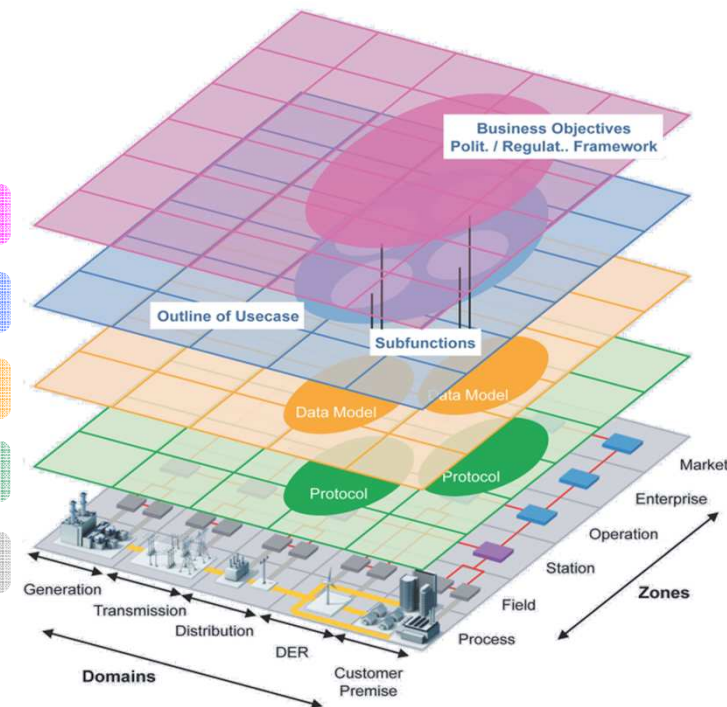 Business Objectives
Polit. / Regulat.. Framework
Outline of Usecase
Subfunctions
Data Model
Data Model
Protocol
Protocol
Market
Enterprise
Operation
Station
Field
Process
Zones
Generation
Transmission
Distribution
DER
Customer
Premise
Domains